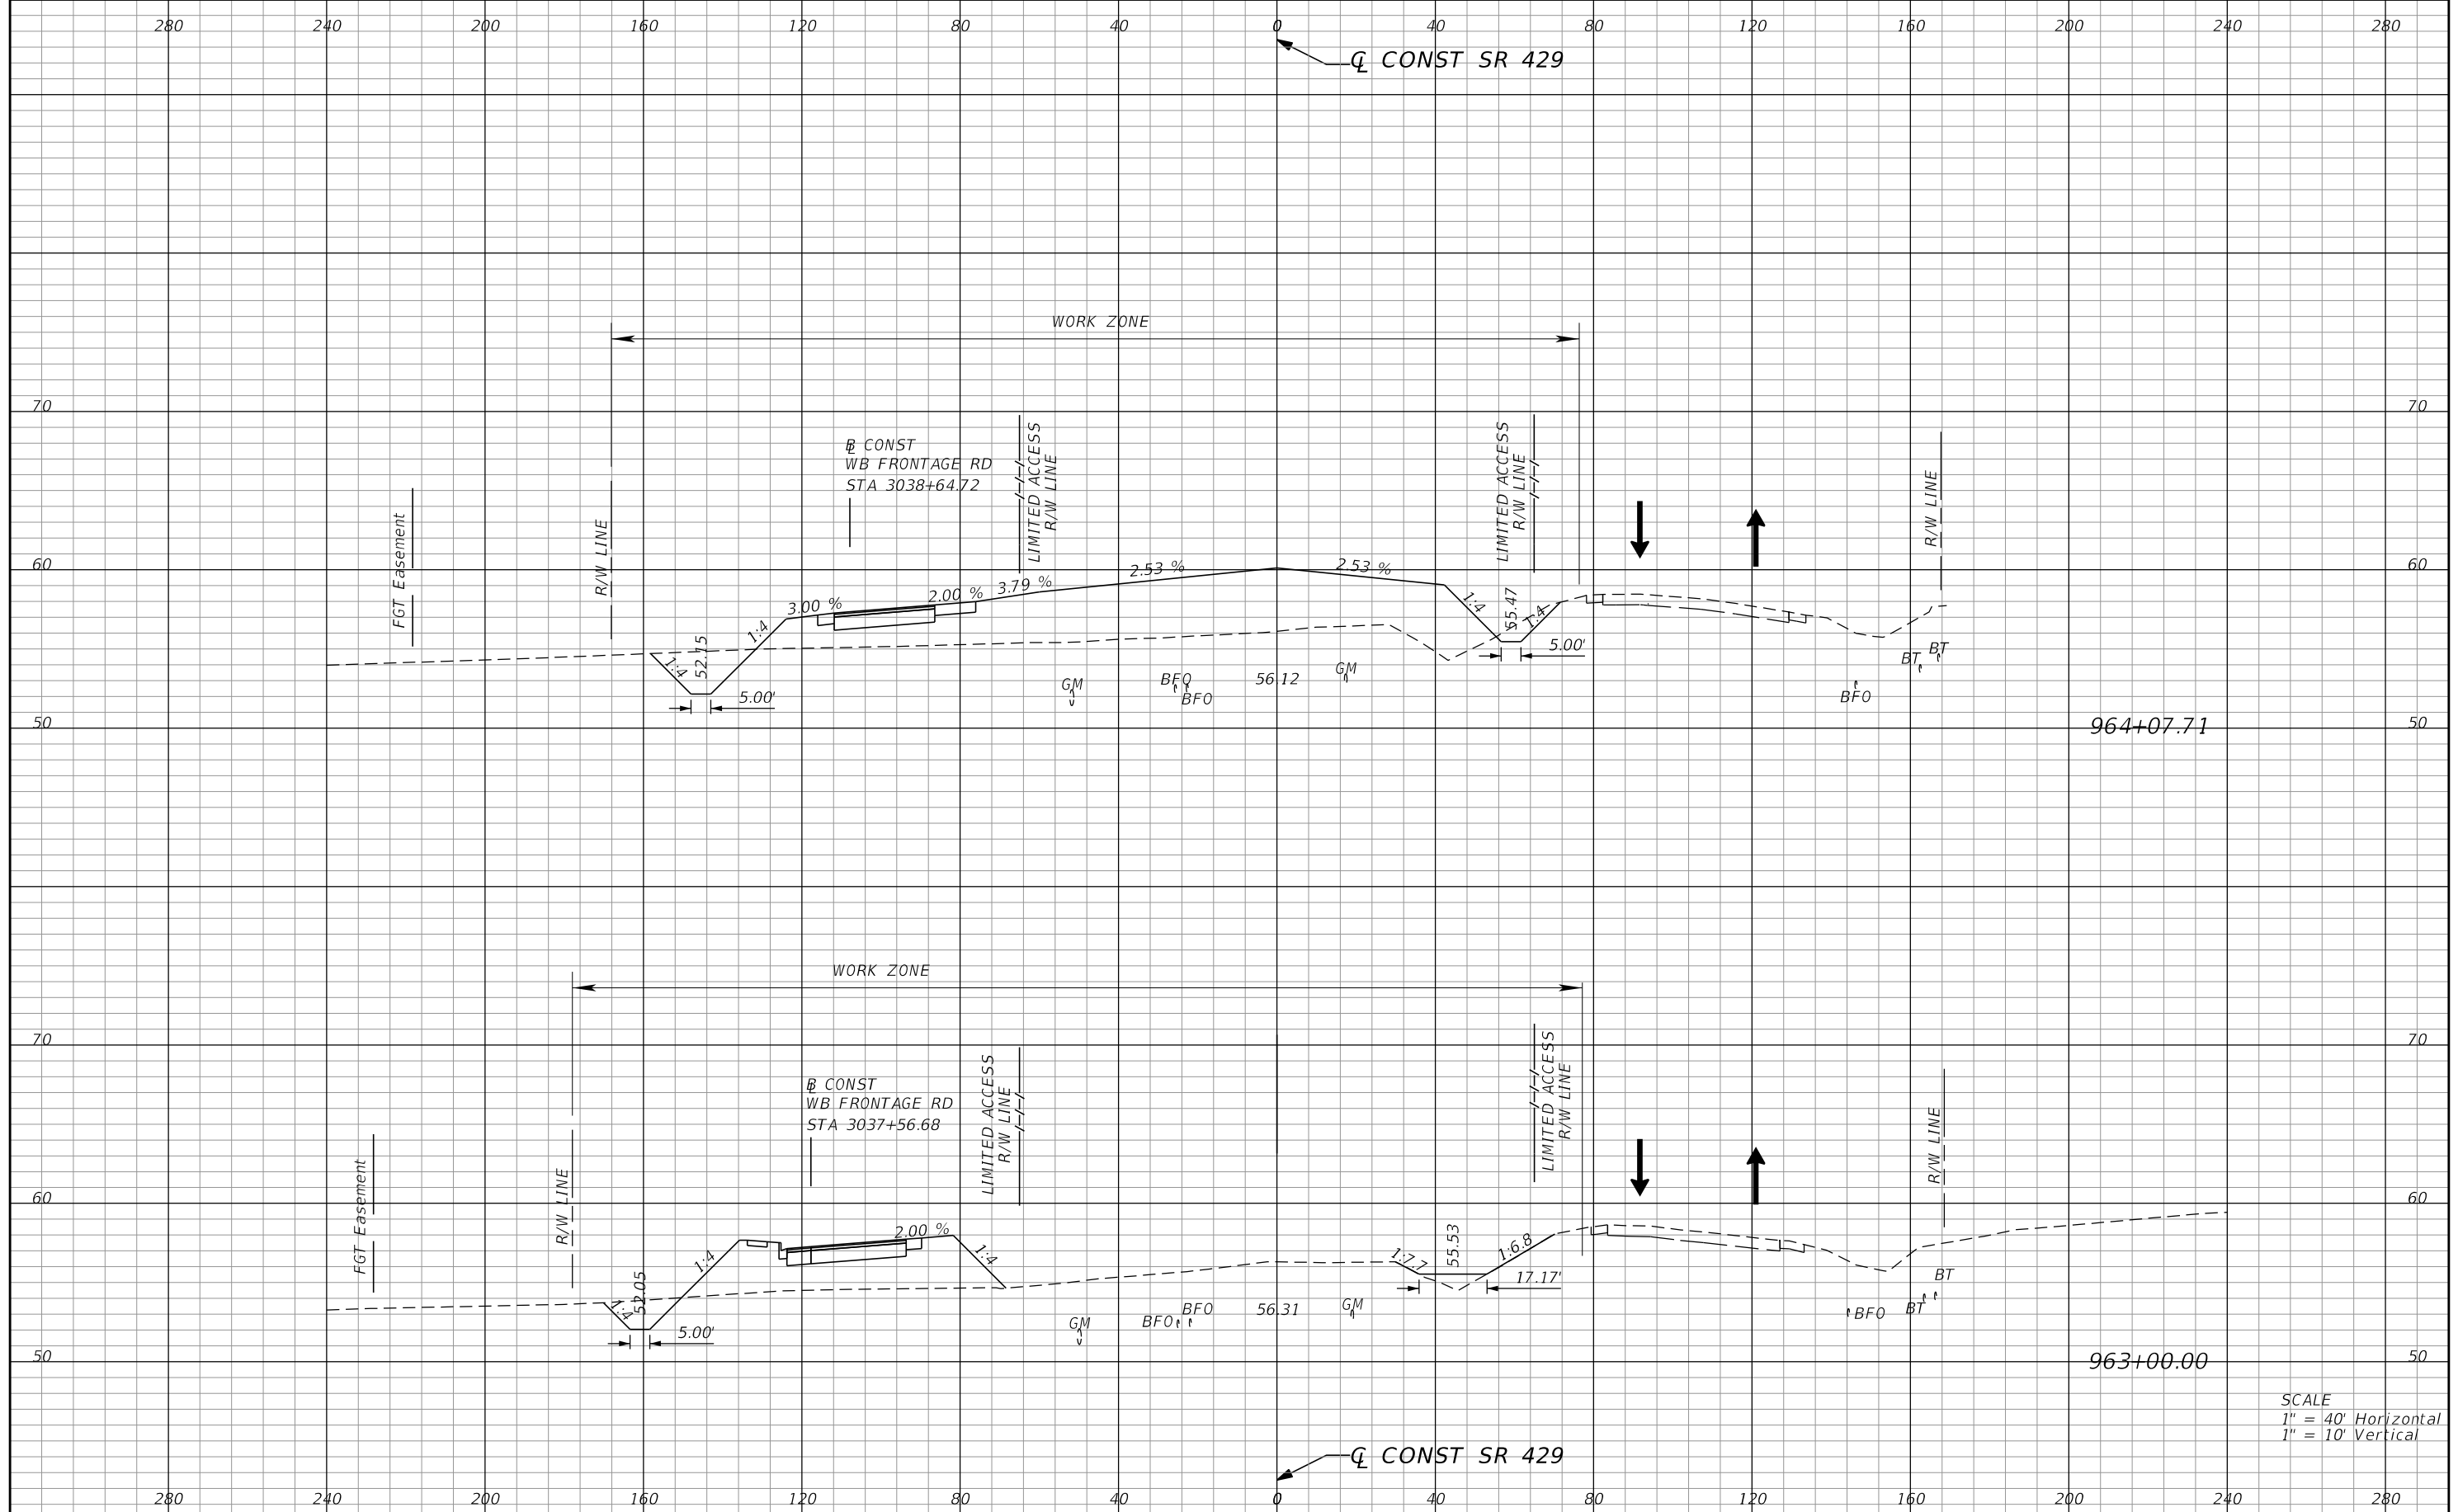 280 240 200 160 120 80 40 0 40 80 120 160 200 240 280
℄ CONST SR 429
WORK ZONE
70 70
B̲L CONST
WB FRONTAGE RD
STA 3038+64.72
LIMITED ACCESS
R/W LINE
LIMITED ACCESS
R/W LINE
R/W LINE
FGT Easement
R/W LINE
60 60
3.00 %
2.00 %
3.79 %
2.53 %
2.53 %
1:4
52.15
1:4
1:4
55.47
1:4
5.00'
5.00'
GM
BFO
BFO
56.12
GM
BT
BT
BFO
50 50
964+07.71
WORK ZONE
70 70
BL CONST
WB FRONTAGE RD
STA 3037+56.68
LIMITED ACCESS
R/W LINE
LIMITED ACCESS
R/W LINE
R/W LINE
FGT Easement
R/W LINE
60 60
2.00 %
1:4
52.05
1:4
1:4
1:7.7
55.53
1:6.8
17.17'
5.00'
GM
BFO
BFO
56.31
GM
BFO
BT
BT
50 50
963+00.00
SCALE
1" = 40' Horizontal
1" = 10' Vertical
℄ CONST SR 429
280 240 200 160 120 80 40 0 40 80 120 160 200 240 280